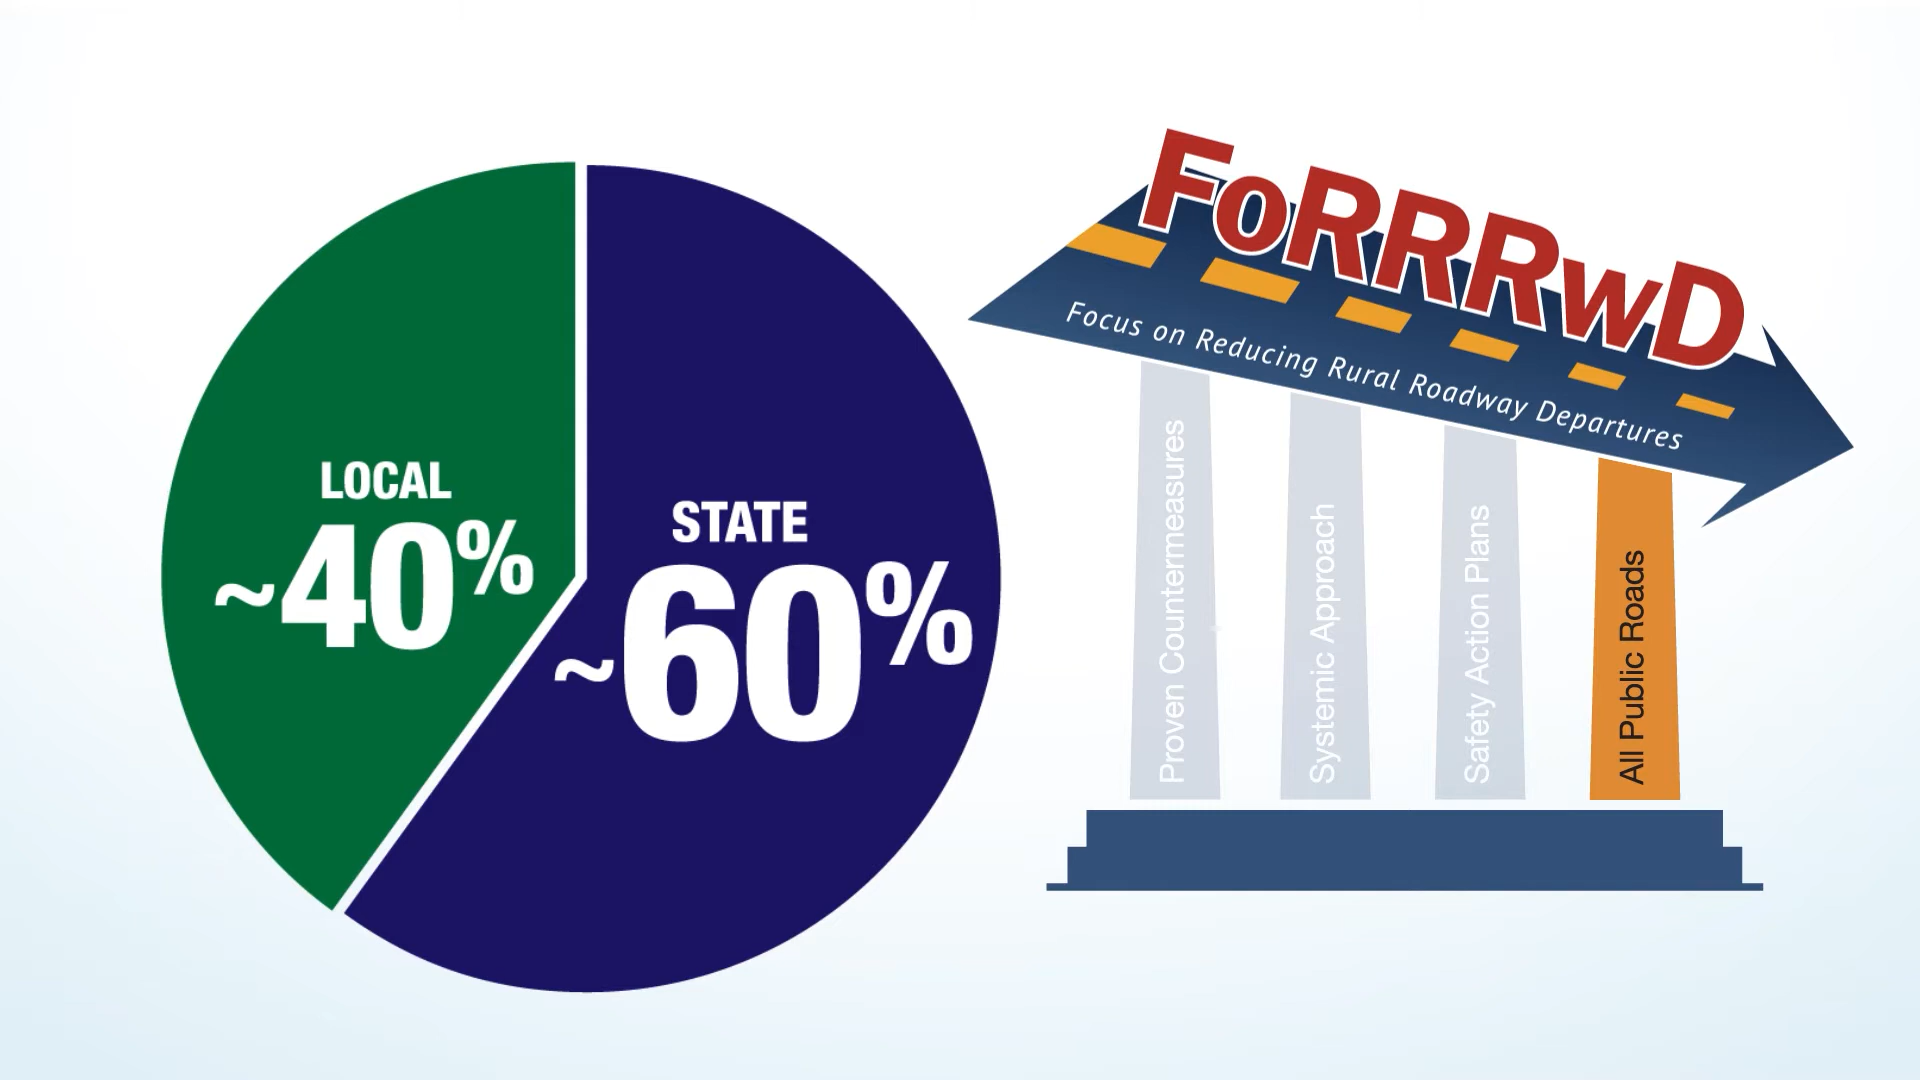 LOCAL
~40%
STATE
~60%
FoRRRwD
Focus on Reducing Rural Roadway Departures
Proven Countermeasures
Systemic Approach
Safety Action Plans
All Public Roads